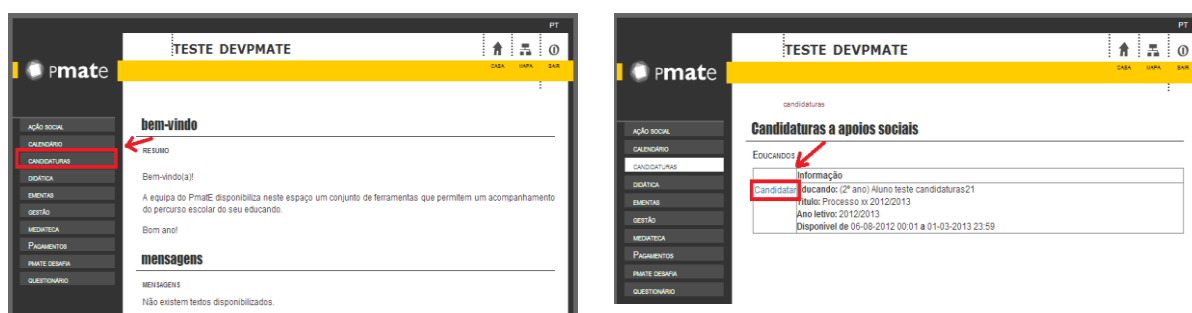 PT
TESTE DEVPMATE
CASA MAPA SAIR
Pmate
AÇÃO SOCIAL
CALENDÁRIO
CANDIDATURAS
DIDÁTICA
EMENTAS
GESTÃO
MEDIATECA
PAGAMENTOS
PMATE DESAFIA
QUESTIONÁRIO
bem-vindo
RESUMO
Bem-vindo(a)!
A equipa do PmatE disponibiliza neste espaço um conjunto de ferramentas que permitem um acompanhamento
do percurso escolar do seu educando.
Bom ano!
mensagens
MENSAGENS
Não existem textos disponibilizados.
PT
TESTE DEVPMATE
CASA MAPA SAIR
Pmate
candidaturas
AÇÃO SOCIAL
CALENDÁRIO
CANDIDATURAS
DIDÁTICA
EMENTAS
GESTÃO
MEDIATECA
PAGAMENTOS
PMATE DESAFIA
QUESTIONÁRIO
Candidaturas a apoios sociais
EDUCANDOS
Informação
Candidatar Educando: (2º ano) Aluno teste candidaturas21
Título: Processo xx 2012/2013
Ano letivo: 2012/2013
Disponível de 06-08-2012 00:01 a 01-03-2013 23:59